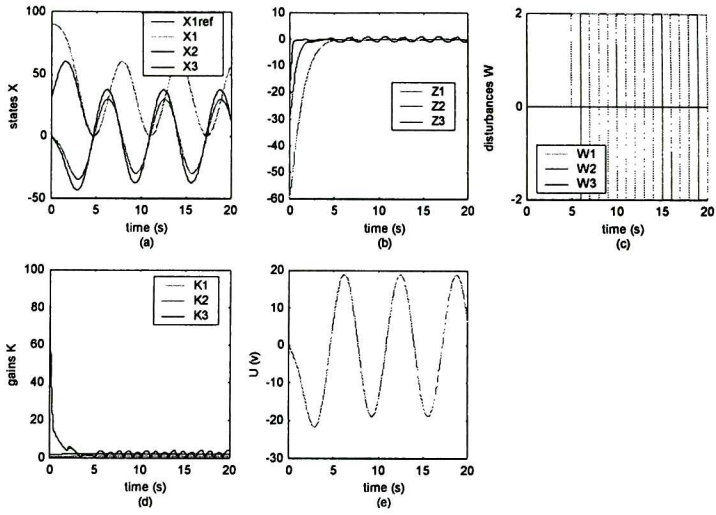 100
50
0
-50
states X
X1ref
X1
X2
X3
0 5 10 15 20
time (s)
(a)
10
0
-10
-20
-30
-40
-50
-60
Z1
Z2
Z3
0 5 10 15 20
time (s)
(b)
2
0
-2
disturbances W
W1
W2
W3
0 5 10 15 20
time (s)
(c)
100
80
60
40
20
0
gains K
K1
K2
K3
0 5 10 15 20
time (s)
(d)
20
10
0
-10
-20
-30
U (v)
0 5 10 15 20
time (s)
(e)